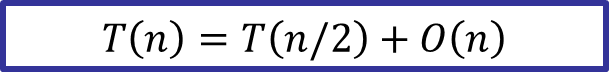 T(n) = T(n/2) + O(n)